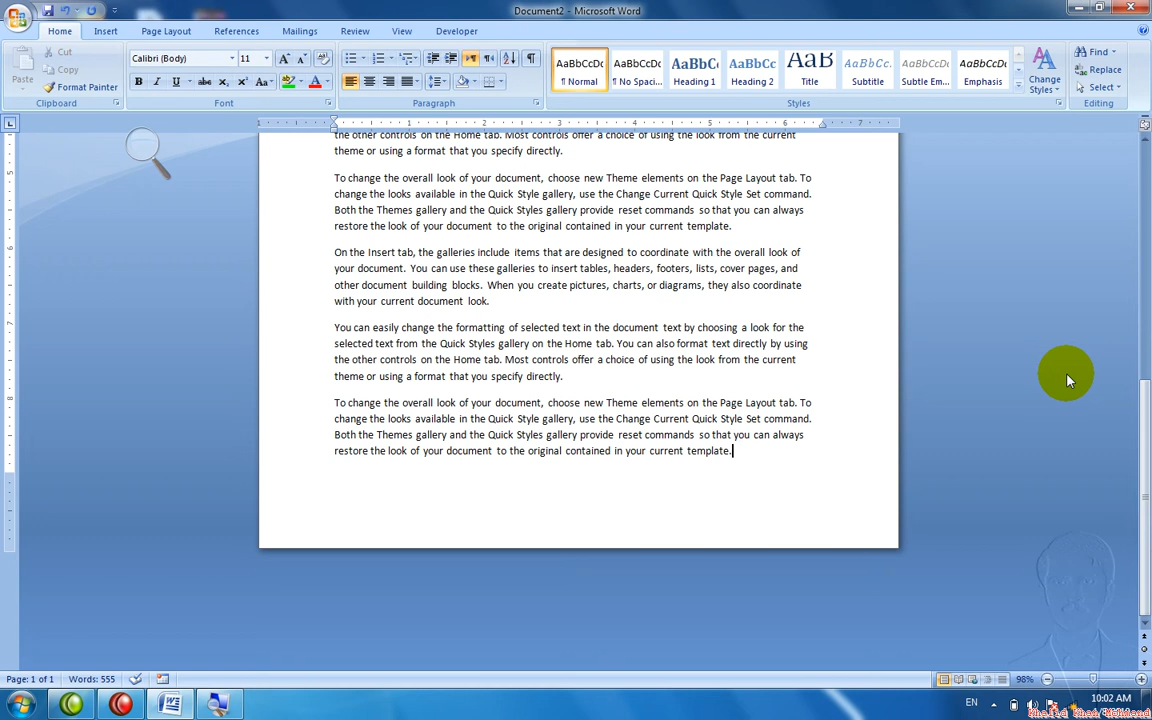 Document2 - Microsoft Word
Home Insert Page Layout References Mailings Review View Developer
Paste
Cut
Copy
Format Painter
Clipboard
Calibri (Body) 11
Font
Paragraph
AaBbCcDc AaBbCcDc AaBbCc AaBbCc AaB AaBbCc AaBbCcDc AaBbCcDc
¶ Normal ¶ No Spaci... Heading 1 Heading 2 Title Subtitle Subtle Em... Emphasis
Styles
Change Styles
Find
Replace
Select
Editing
the other controls on the Home tab. Most controls offer a choice of using the look from the current
theme or using a format that you specify directly.
To change the overall look of your document, choose new Theme elements on the Page Layout tab. To
change the looks available in the Quick Style gallery, use the Change Current Quick Style Set command.
Both the Themes gallery and the Quick Styles gallery provide reset commands so that you can always
restore the look of your document to the original contained in your current template.
On the Insert tab, the galleries include items that are designed to coordinate with the overall look of
your document. You can use these galleries to insert tables, headers, footers, lists, cover pages, and
other document building blocks. When you create pictures, charts, or diagrams, they also coordinate
with your current document look.
You can easily change the formatting of selected text in the document text by choosing a look for the
selected text from the Quick Styles gallery on the Home tab. You can also format text directly by using
the other controls on the Home tab. Most controls offer a choice of using the look from the current
theme or using a format that you specify directly.
To change the overall look of your document, choose new Theme elements on the Page Layout tab. To
change the looks available in the Quick Style gallery, use the Change Current Quick Style Set command.
Both the Themes gallery and the Quick Styles gallery provide reset commands so that you can always
restore the look of your document to the original contained in your current template.
Page: 1 of 1 Words: 555 98%
EN 10:02 AM